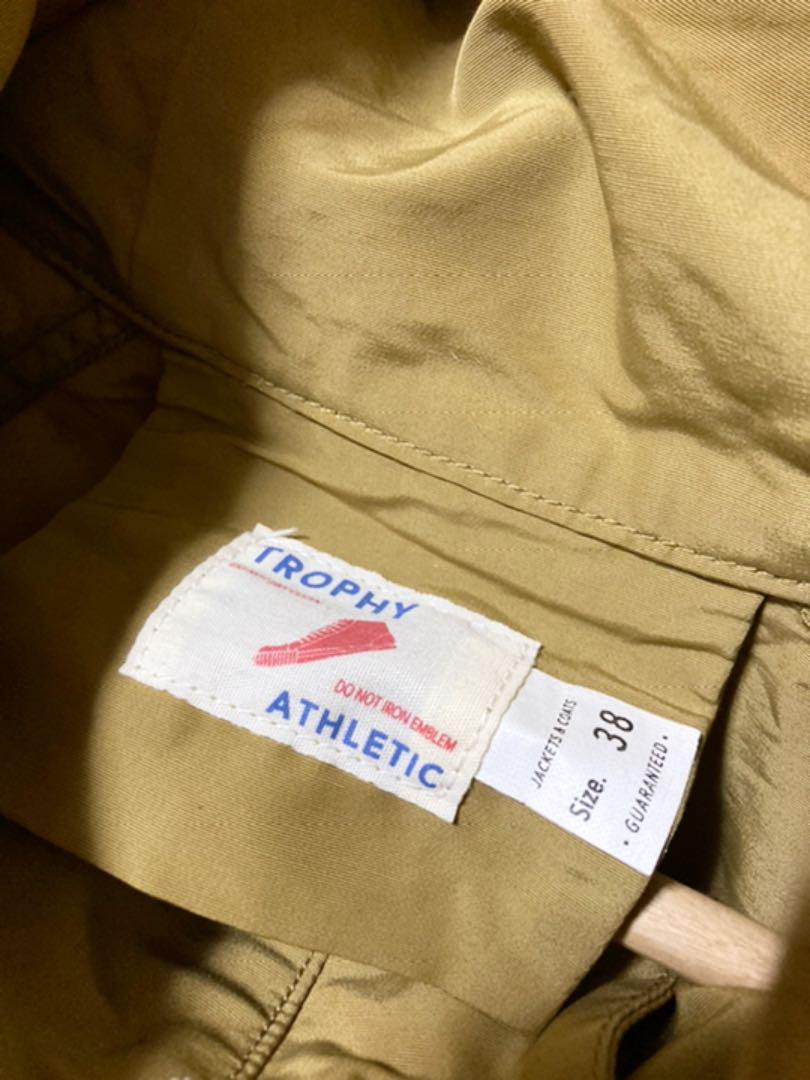 TROPHY
DO NOT IRON EMBLEM
ATHLETIC
JACKETS & COATS
Size. 38
• GUARANTEED •